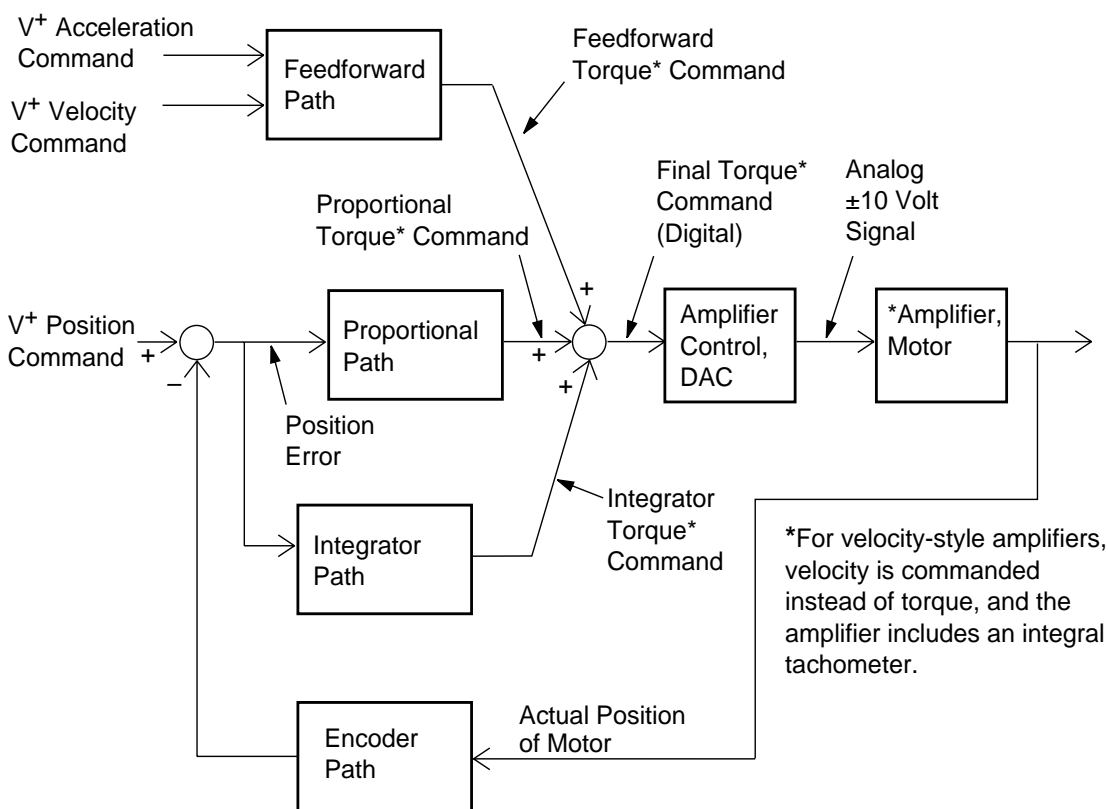 V+ Acceleration
Command
V+ Velocity
Command
Feedforward
Path
Feedforward
Torque* Command
Proportional
Torque* Command
Final Torque*
Command
(Digital)
Analog
±10 Volt
Signal
V+ Position
Command
+
–
Proportional
Path
+
+
+
Amplifier
Control,
DAC
*Amplifier,
Motor
Position
Error
Integrator
Path
Integrator
Torque*
Command
*For velocity-style amplifiers,
velocity is commanded
instead of torque, and the
amplifier includes an integral
tachometer.
Encoder
Path
Actual Position
of Motor